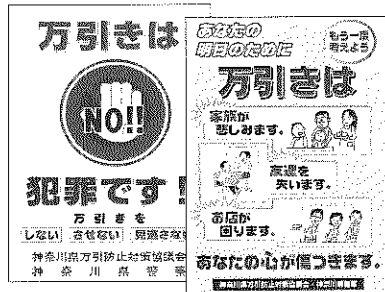 万引きは
NO!!
犯罪です!
万引きを
しない させない 見逃さな
神奈川県万引防止対策協議会
神奈川県警察
あなたの
明日のために
もう一度
考えよう
万引きは
家族が
悲しみます。
友達を
失います。
お店が
困ります。
あなたの心が傷つきます。